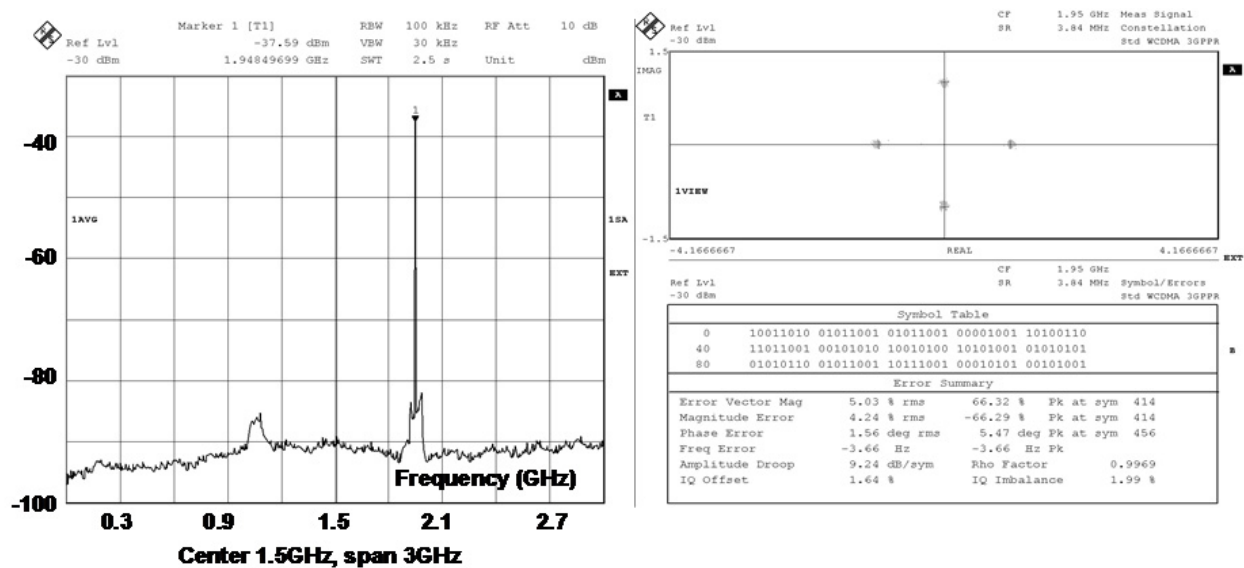 Marker 1 [T1] RBW 100 kHz RF Att 10 dB
Ref Lvl -37.59 dBm VBW 30 kHz
-30 dBm 1.94849699 GHz SWT 2.5 s Unit dBm
1
A
-40
1AVG
1SA
-60
EXT
-80
Frequency (GHz)
-100
0.3 0.9 1.5 2.1 2.7
Center 1.5GHz, span 3GHz
CF 1.95 GHz Meas Signal
Ref Lvl SR 3.84 MHz Constellation
-30 dBm Std WCDMA 3GPPR
1.5
IMAG
A
T1
1VIEW
-1.5
-4.1666667 REAL 4.1666667
EXT
CF 1.95 GHz
Ref Lvl SR 3.84 MHz Symbol/Errors
-30 dBm Std WCDMA 3GPPR
Symbol Table
0 10011010 01011001 01011001 00001001 10100110
40 11011001 00101010 10010100 10101001 01010101
80 01010110 01011001 10111001 00010101 00101001
B
Error Summary
Error Vector Mag 5.03 % rms 66.32 % Pk at sym 414
Magnitude Error 4.24 % rms -66.29 % Pk at sym 414
Phase Error 1.56 deg rms 5.47 deg Pk at sym 456
Freq Error -3.66 Hz -3.66 Hz Pk
Amplitude Droop 9.24 dB/sym Rho Factor 0.9969
IQ Offset 1.64 % IQ Imbalance 1.99 %